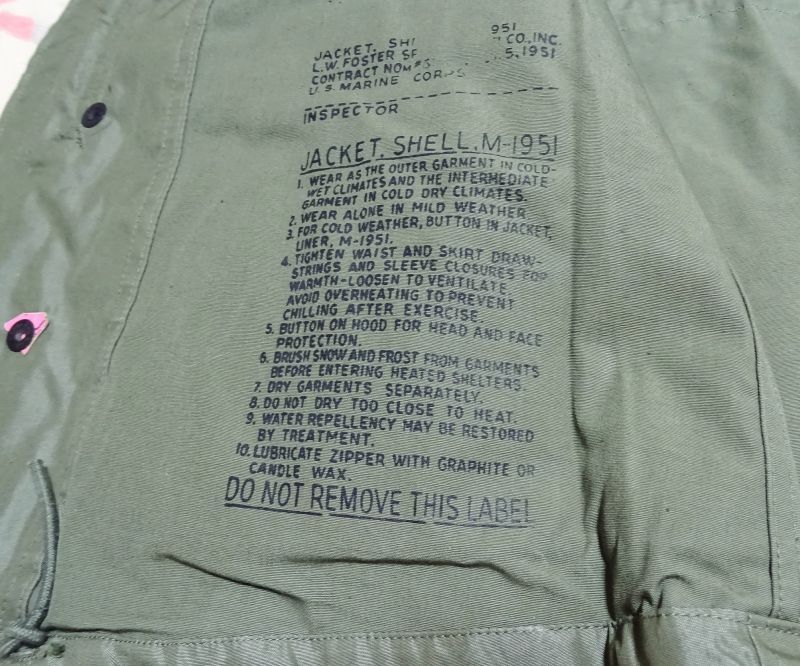 JACKET, SH 951
L.W. FOSTER CO., INC.
CONTRACT 5, 1951
U.S. MARINE CORPS
INSPECTOR
JACKET, SHELL, M-1951
1. WEAR AS THE OUTER GARMENT IN COLD-
WET CLIMATES AND THE INTERMEDIATE
GARMENT IN COLD DRY CLIMATES.
2. WEAR ALONE IN MILD WEATHER
3. FOR COLD WEATHER, BUTTON IN JACKET,
LINER, M-1951.
4. TIGHTEN WAIST AND SKIRT DRAW-
STRINGS AND SLEEVE CLOSURES FOR
WARMTH-LOOSEN TO VENTILATE
AVOID OVERHEATING TO PREVENT
CHILLING AFTER EXERCISE.
5. BUTTON ON HOOD FOR HEAD AND FACE
PROTECTION.
6. BRUSH SNOW AND FROST FROM GARMENTS
BEFORE ENTERING HEATED SHELTERS.
7. DRY GARMENTS SEPARATELY.
8. DO NOT DRY TOO CLOSE TO HEAT.
9. WATER REPELLENCY MAY BE RESTORED
BY TREATMENT.
10. LUBRICATE ZIPPER WITH GRAPHITE OR
CANDLE WAX.
DO NOT REMOVE THIS LABEL